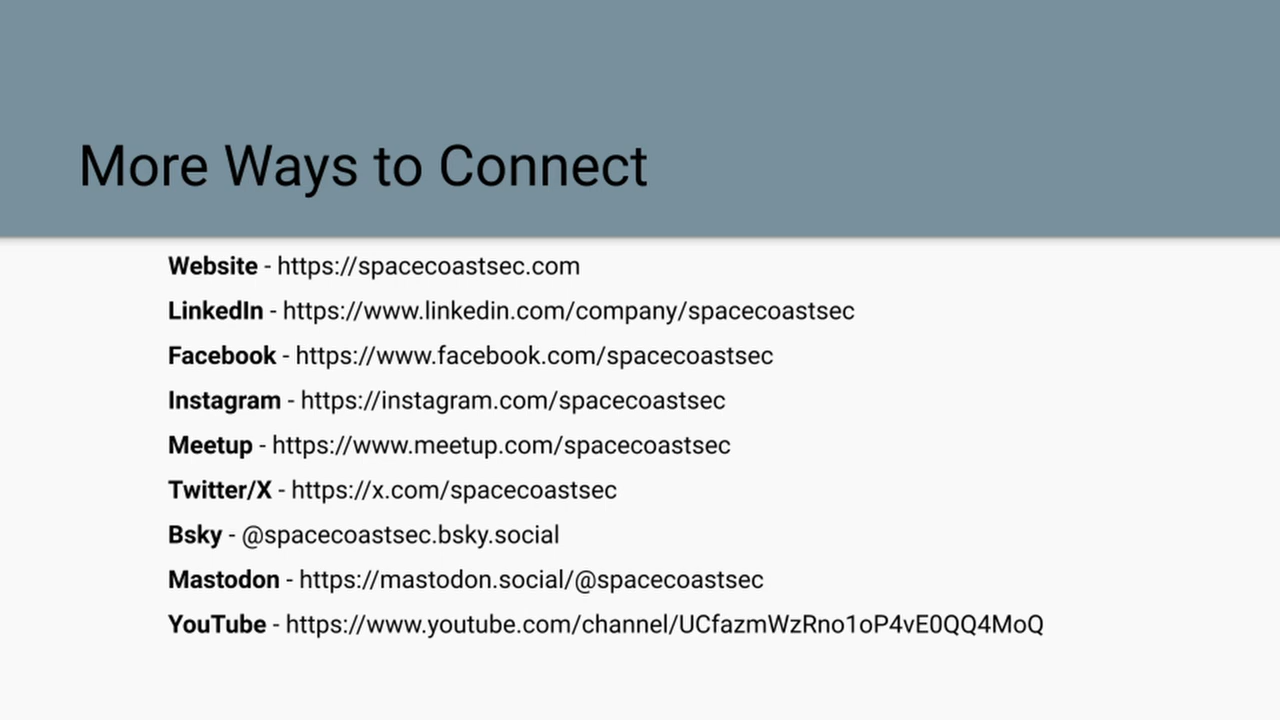 More Ways to Connect
Website - https://spacecoastsec.com
LinkedIn - https://www.linkedin.com/company/spacecoastsec
Facebook - https://www.facebook.com/spacecoastsec
Instagram - https://instagram.com/spacecoastsec
Meetup - https://www.meetup.com/spacecoastsec
Twitter/X - https://x.com/spacecoastsec
Bsky - @spacecoastsec.bsky.social
Mastodon - https://mastodon.social/@spacecoastsec
YouTube - https://www.youtube.com/channel/UCfazmWzRno1oP4vE0QQ4MoQ